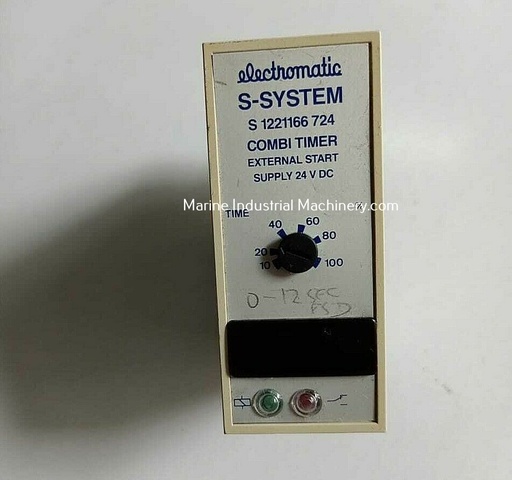 electromatic
S-SYSTEM
S 1221166 724
COMBI TIMER
EXTERNAL START
SUPPLY 24 V DC
Marine Industrial Machinery.com
TIME
40 60
80
20
10 100
0-12 SEC
FSD